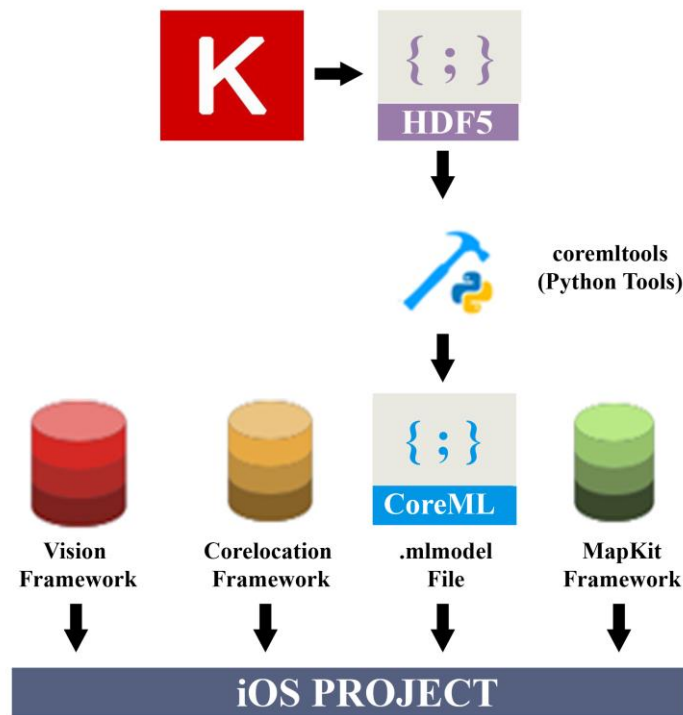 K
{ ; }
HDF5
coremltools
(Python Tools)
{ ; }
CoreML
Vision
Framework
Corelocation
Framework
.mlmodel
File
MapKit
Framework
iOS PROJECT